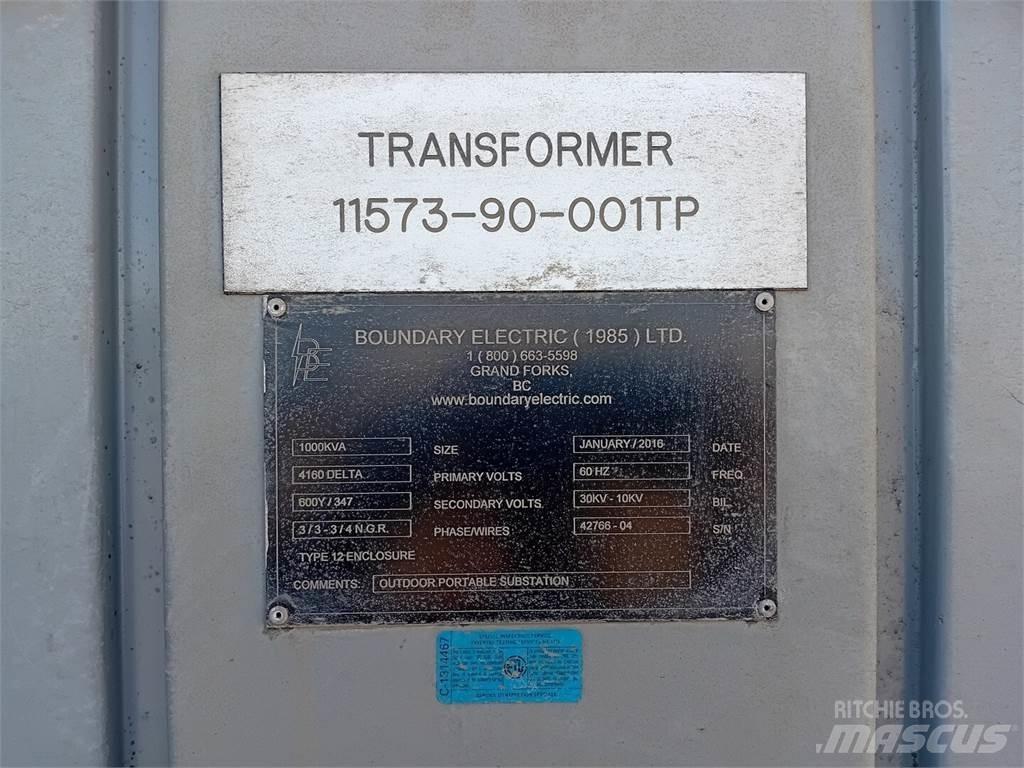 TRANSFORMER
11573-90-001TP
BOUNDARY ELECTRIC ( 1985 ) LTD.
1 ( 800 ) 663-5598
GRAND FORKS,
BC
www.boundaryelectric.com
BE
1000KVA SIZE JANUARY / 2016 DATE
4160 DELTA PRIMARY VOLTS 60 HZ FREQ.
600Y / 347 SECONDARY VOLTS. 30KV - 10KV BIL.
3 / 3 - 3 / 4 N.G.R. PHASE/WIRES 42766 - 04 S/N
TYPE 12 ENCLOSURE
COMMENTS: OUTDOOR PORTABLE SUBSTATION
C-1314467
RITCHIE BROS.
MASCUS